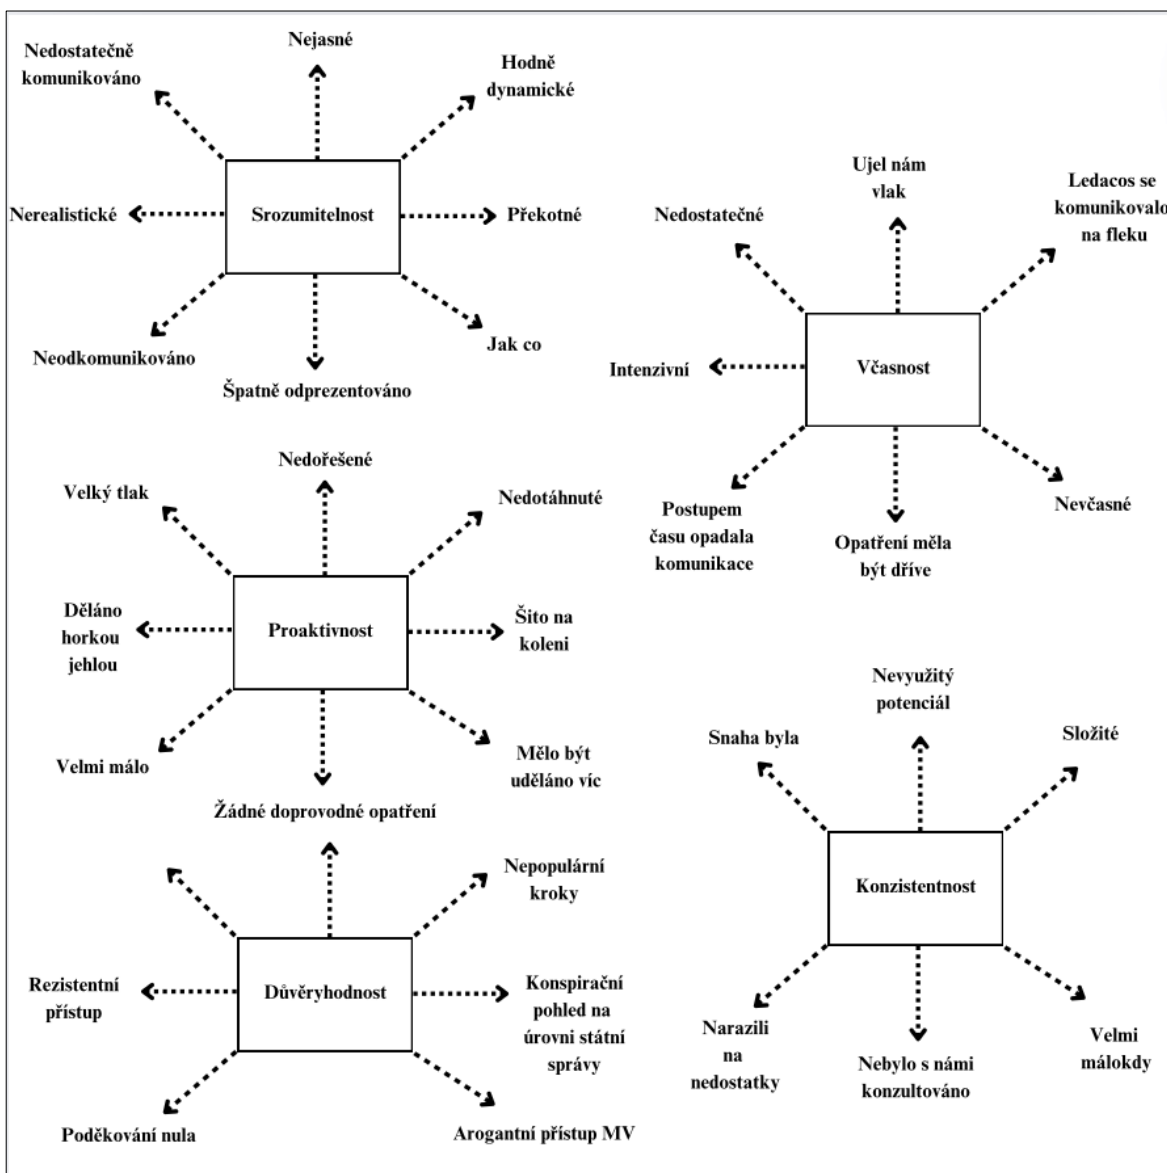 Nedostatečně
komunikováno
Nejasné
Hodně
dynamické
Nerealistické
Srozumitelnost
Překotné
Neodkomunikováno
Jak co
Špatně odprezentováno
Ujel nám
vlak
Nedostatečné
Ledacos se
komunikovalo
na fleku
Intenzivní
Včasnost
Postupem
času opadala
komunikace
Opatření měla
být dříve
Nevčasné
Nedořešené
Velký tlak
Nedotáhnuté
Děláno
horkou
jehlou
Proaktivnost
Šito na
koleni
Velmi málo
Mělo být
uděláno víc
Žádné doprovodné opatření
Nevyužitý
potenciál
Snaha byla
Složité
Konzistentnost
Narazili
na
nedostatky
Nebylo s námi
konzultováno
Velmi
málokdy
Nepopulární
kroky
Rezistentní
přístup
Důvěryhodnost
Konspirační
pohled na
úrovni státní
správy
Poděkování nula
Arogantní přístup MV